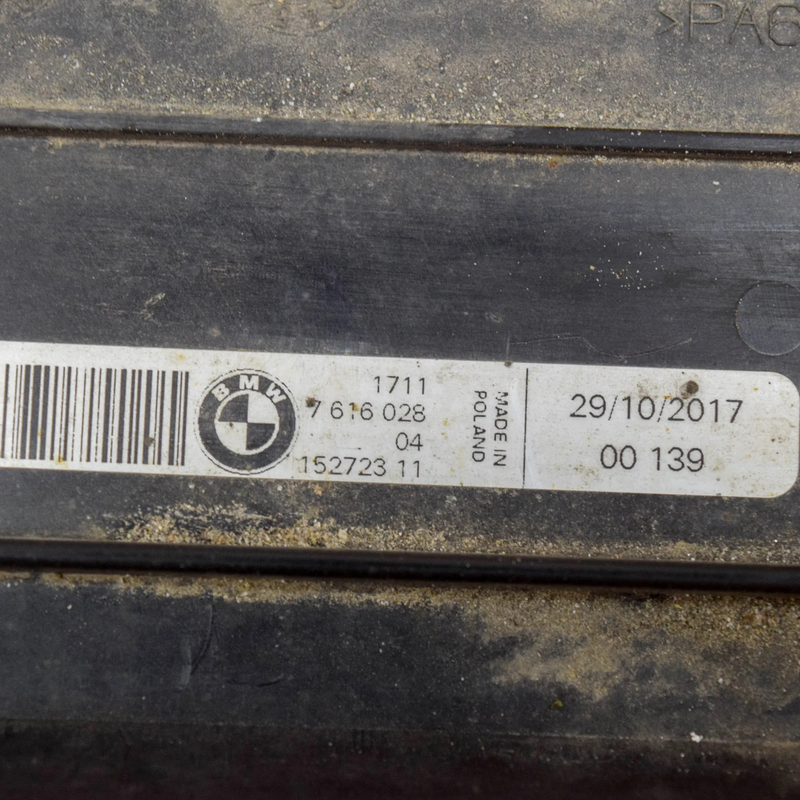 >PA6
BMW
1711
7 616 028
04
152723 11
MADE IN
POLAND
29/10/2017
00 139